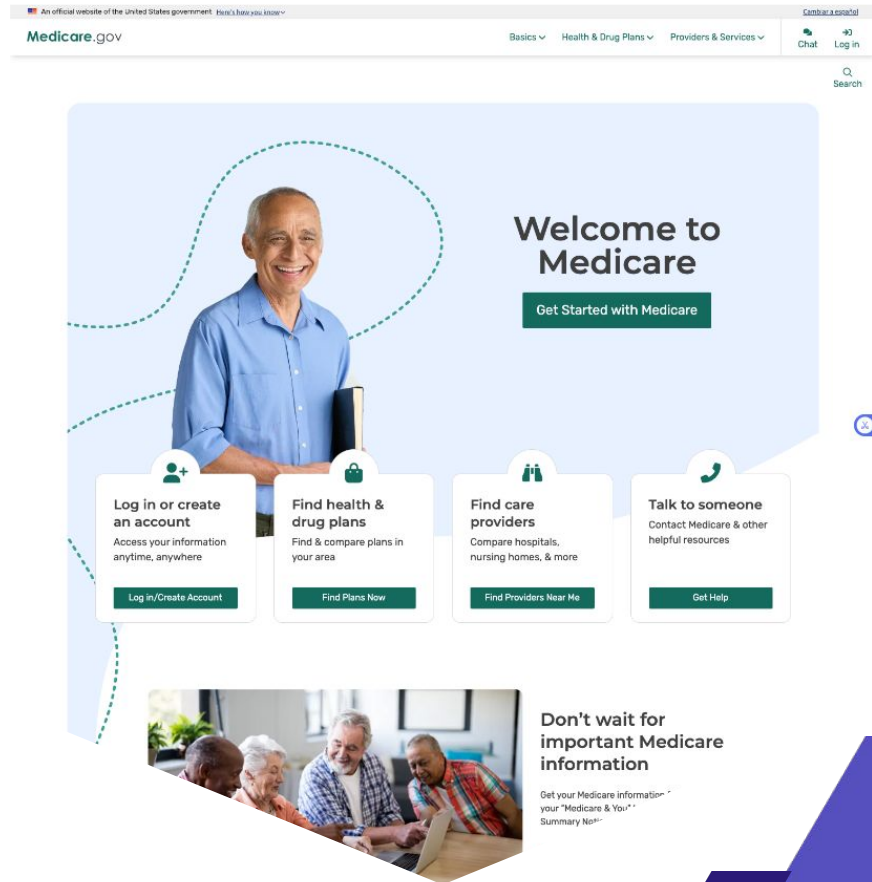 An official website of the United States government Here's how you know
Cambiar a español
Medicare.gov
Basics
Health & Drug Plans
Providers & Services
Chat
Log in
Search
Welcome to
Medicare
Get Started with Medicare
Log in or create
an account
Access your information
anytime, anywhere
Log in/Create Account
Find health &
drug plans
Find & compare plans in
your area
Find Plans Now
Find care
providers
Compare hospitals,
nursing homes, & more
Find Providers Near Me
Talk to someone
Contact Medicare & other
helpful resources
Get Help
Don't wait for
important Medicare
information
Get your Medicare information
your "Medicare & You"
Summary